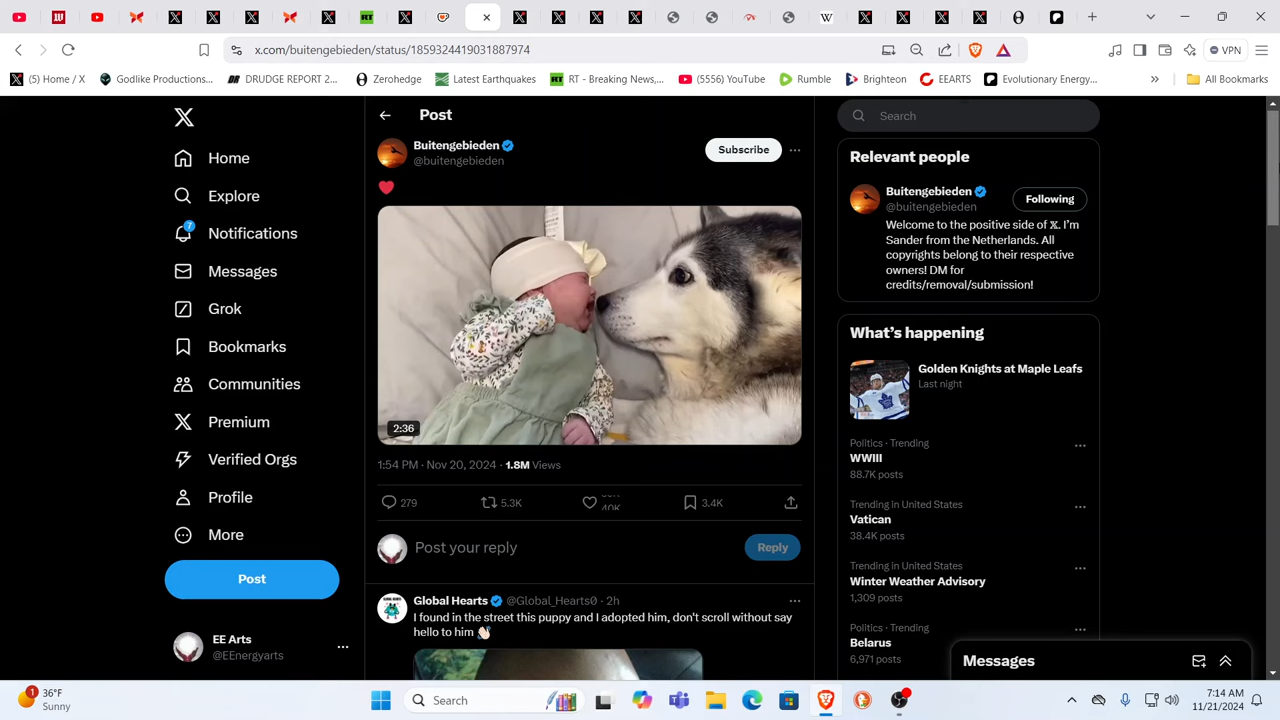 x.com/buitengebieden/status/1859324419031887974
VPN
(5) Home / X
Godlike Productions...
DRUDGE REPORT 2...
Zerohedge
Latest Earthquakes
RT - Breaking News,...
(5555) YouTube
Rumble
Brighteon
EEARTS
Evolutionary Energy...
»
All Bookmarks
Home
Explore
7
Notifications
Messages
Grok
Bookmarks
Communities
Premium
Verified Orgs
Profile
More
Post
EE Arts
@EEnergyarts
Post
Buitengebieden
@buitengebieden
Subscribe
❤️
2:36
1:54 PM · Nov 20, 2024 · 1.8M Views
279
5.3K
40K
3.4K
Post your reply
Reply
Global Hearts @Global_Hearts0 · 2h
I found in the street this puppy and I adopted him, don't scroll without say
hello to him 👋🏻
Search
Relevant people
Buitengebieden
@buitengebieden
Following
Welcome to the positive side of 𝕏. I'm
Sander from the Netherlands. All
copyrights belong to their respective
owners! DM for
credits/removal/submission!
What's happening
Golden Knights at Maple Leafs
Last night
Politics · Trending
WWIII
88.7K posts
Trending in United States
Vatican
38.4K posts
Trending in United States
Winter Weather Advisory
1,309 posts
Politics · Trending
Belarus
6,971 posts
Messages
1
36°F
Sunny
Search
7:14 AM
11/21/2024